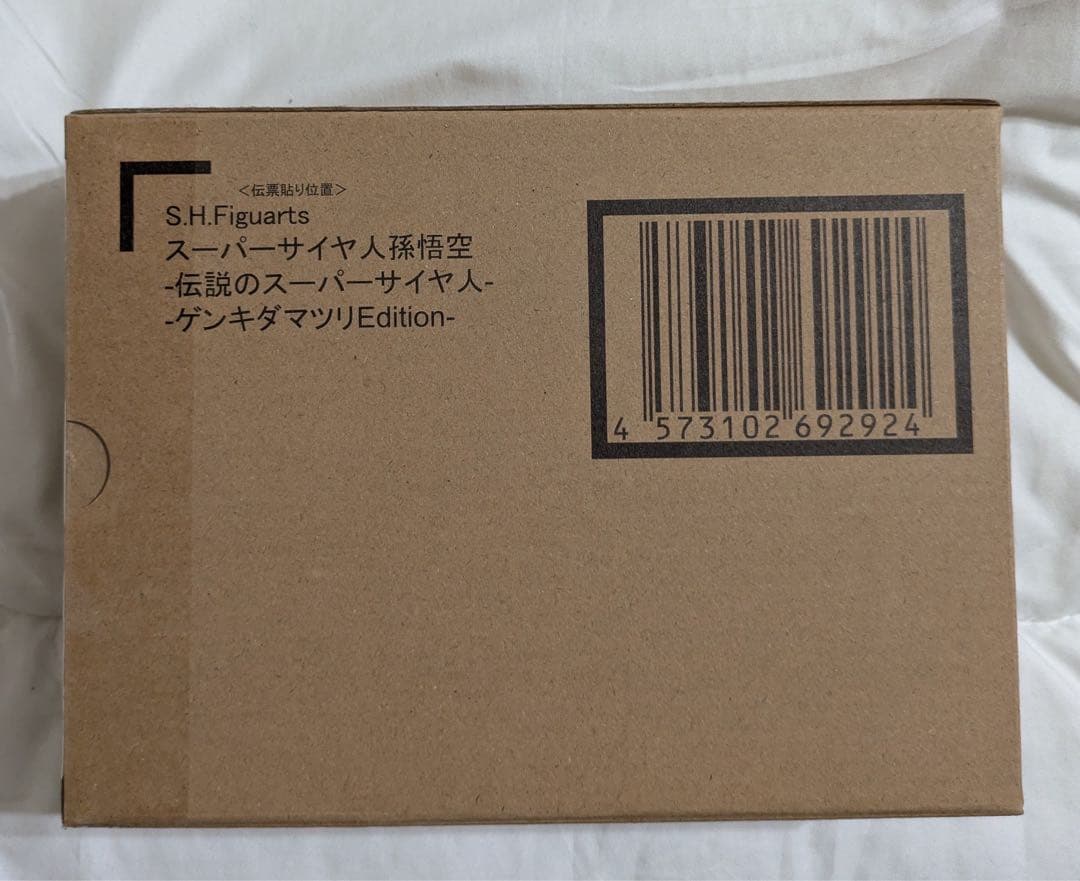 ＜伝票貼り位置＞
S.H.Figuarts
スーパーサイヤ人孫悟空
-伝説のスーパーサイヤ人-
-ゲンキダマツリEdition-
4 573102 692924